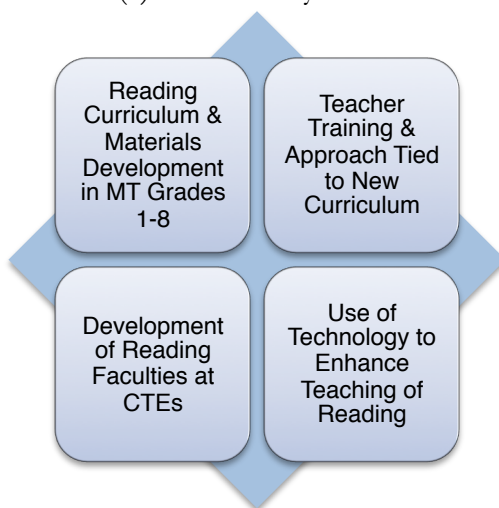 Reading
Curriculum &
Materials
Development
in MT Grades
1-8
Teacher
Training &
Approach Tied
to New
Curriculum
Development
of Reading
Faculties at
CTEs
Use of
Technology to
Enhance
Teaching of
Reading